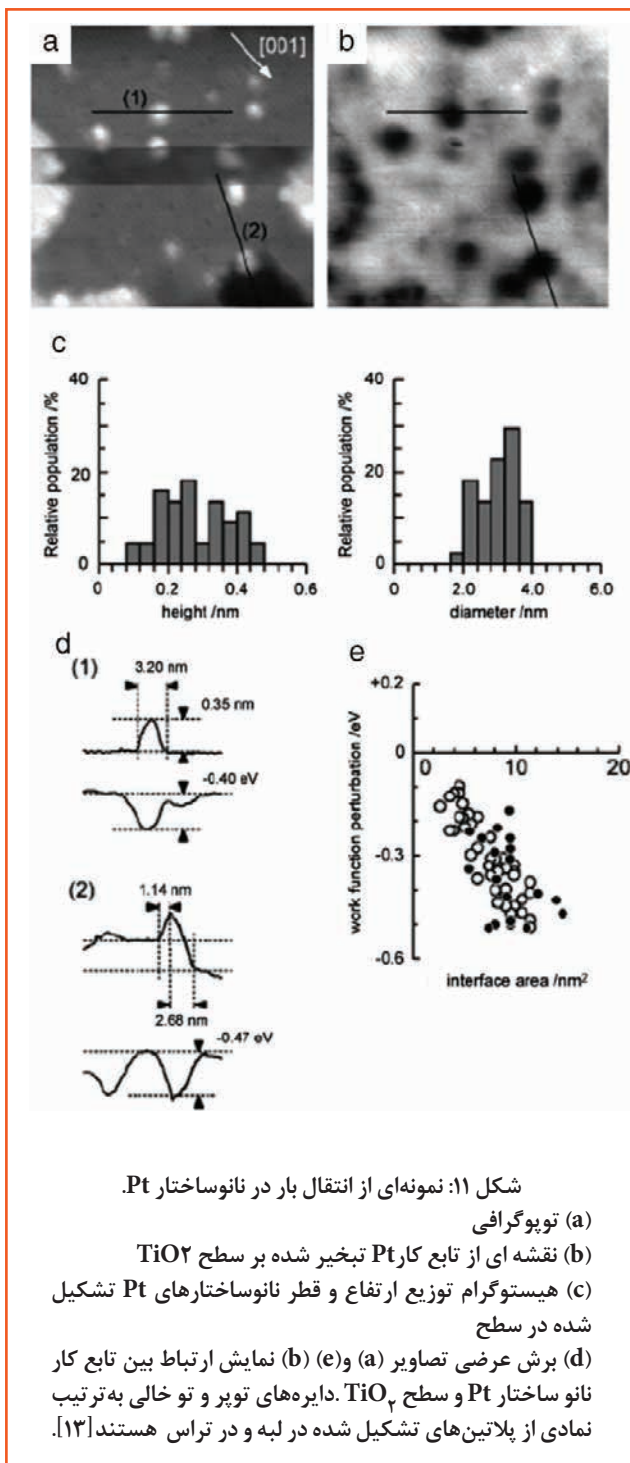 a
[001]
(1)
(2)
b
c
Relative population /%
40
20
0
0
0.2
0.4
0.6
height /nm
Relative population /%
40
20
0
0
2.0
4.0
6.0
diameter /nm
d
(1)
3.20 nm
0.35 nm
-0.40 eV
(2)
1.14 nm
2.68 nm
-0.47 eV
e
work function perturbation /eV
+0.2
0
-0.3
-0.6
0
10
20
interface area /nm²
شکل ۱۱: نمونه‌ای از انتقال بار در نانوساختار Pt.
(a) توپوگرافی
(b) نقشه ای از تابع کارPt تبخیر شده بر سطح TiO۲
(c) هیستوگرام توزیع ارتفاع و قطر نانوساختارهای Pt تشکیل
شده در سطح
(d) برش عرضی تصاویر (a) و(b) (e) نمایش ارتباط بین تابع کار
نانو ساختار Pt و سطح TiO₂ .دایره‌های توپر و تو خالی به‌ترتیب
نمادی از پلاتین‌های تشکیل شده در لبه و در تراس هستند[۱۳].